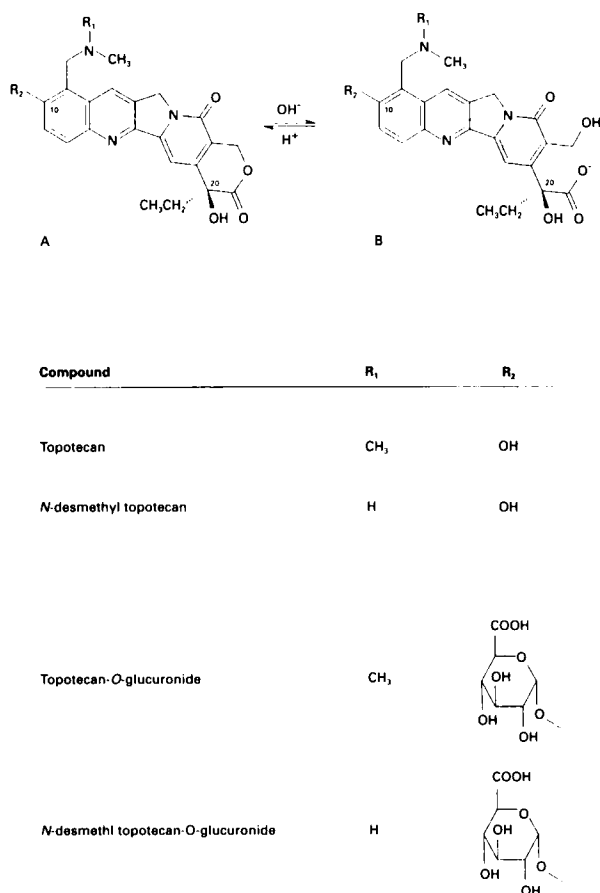 R₁
N
CH₃
R₂
10
N
O
N
O
20
CH₃CH₂
OH
O
A
OH⁻
H⁺
R₁
N
CH₃
R₂
10
N
O
OH
N
20
O⁻
CH₃CH₂
OH
O
B
Compound R₁ R₂
Topotecan CH₃ OH
N-desmethyl topotecan H OH
Topotecan-O-glucuronide CH₃
COOH
O
OH
OH
O
OH
N-desmethl topotecan-O-glucuronide H
COOH
O
OH
OH
O
OH